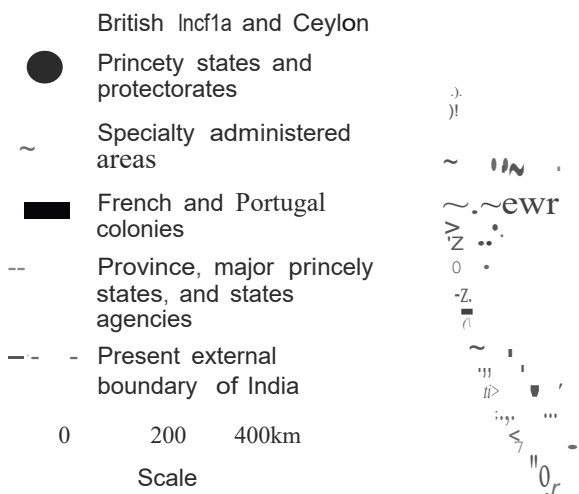 British Incf1a and Ceylon
Princety states and
protectorates
Specialty administered
areas
French and Portugal
colonies
Province, major princely
states, and states
agencies
Present external
boundary of India
0 200 400km
Scale